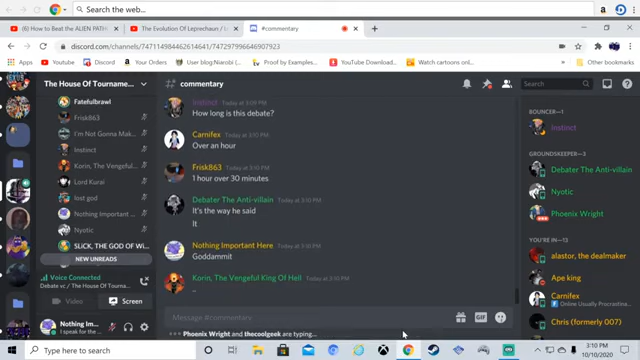 (6) How to Beat the ALIEN PATH
The Evolution Of Leprechaun / L
#commentary
discord.com/channels/747114984462614641/747297966646907923
Apps
Amazon.com – Onli...
Discord
Your Orders
Blog user:Nariobl (
Proof by Examples...
YouTube Download...
Watch cartoons onl...
Other bookmarks
The House Of Tourname...
commentary
Search
Fatefulbrawl
Frisk863
I'm Not Gonna Mak
Instinct
Korin, The Vengeful
Lord Kurai
lost god
Nothing Important
Nyotic
SLICK, THE GOD OF WI...
NEW UNREADS
Voice Connected
Debate vc / The House Of Tourna...
Video
Screen
Nothing Im...
I speak for the
Instinct Today at 3:09 PM
How long is this debate?
Carnifex Today at 3:10 PM
Over an hour
Frisk863 Today at 3:10 PM
1 hour over 30 minutes
Debater The Anti-villain Today at 3:10 PM
It's the way he said
It
Nothing Important Here Today at 3:10 PM
Goddammit
Korin, The Vengeful King Of Hell Today at 3:10 PM
Message #commentary
GIF
Phoenix Wright and thecoolgeek are typing...
BOUNCER—1
Instinct
GROUNDSKEEPER—3
Debater The Anti-villain
Nyotic
Phoenix Wright
YOU'RE IN—13
alastor, the dealmaker
Ape king
Carnifex
Online Usually Procrastina
Chris (formerly 007)
Type here to search
3:10 PM
10/10/2020